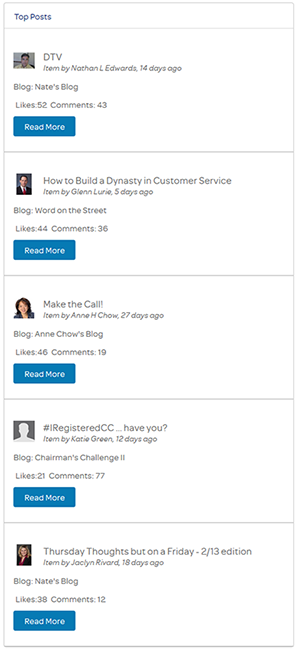 Top Posts
DTV
Item by Nathan L Edwards, 14 days ago
Blog: Nate's Blog
Likes:52 Comments: 43
Read More
How to Build a Dynasty in Customer Service
Item by Glenn Lurie, 5 days ago
Blog: Word on the Street
Likes:44 Comments: 36
Read More
Make the Call!
Item by Anne H Chow, 27 days ago
Blog: Anne Chow's Blog
Likes:46 Comments: 19
Read More
#IRegisteredCC ... have you?
Item by Katie Green, 12 days ago
Blog: Chairman's Challenge II
Likes:21 Comments: 77
Read More
Thursday Thoughts but on a Friday - 2/13 edition
Item by Jaclyn Rivard, 18 days ago
Blog: Nate's Blog
Likes:38 Comments: 12
Read More